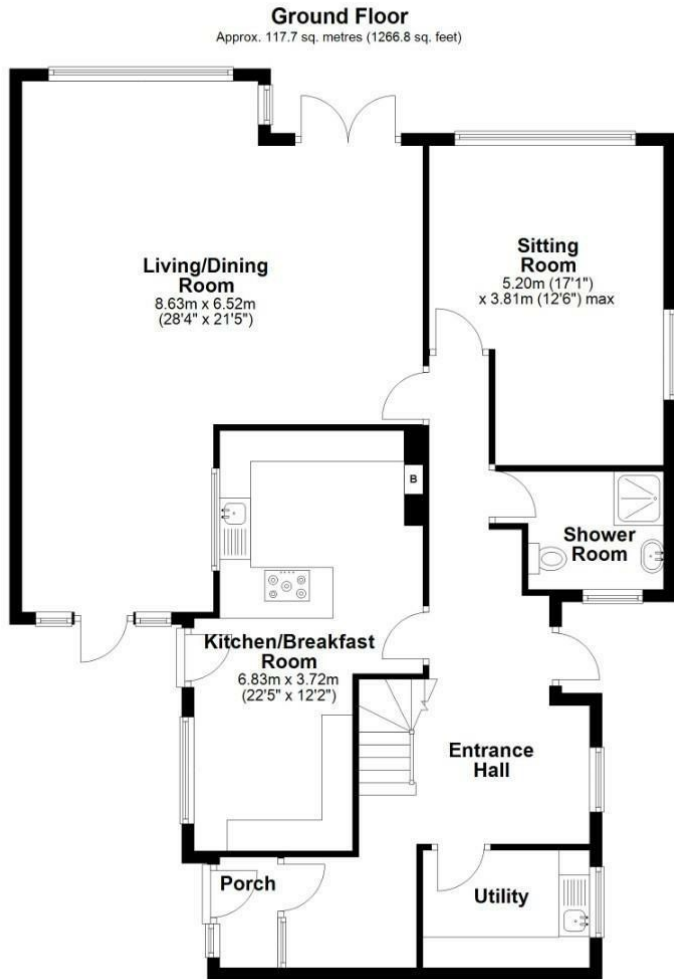 Ground Floor
Approx. 117.7 sq. metres (1266.8 sq. feet)
Living/Dining
Room
8.63m x 6.52m
(28'4" x 21'5")
Sitting
Room
5.20m (17'1")
x 3.81m (12'6") max
B
Shower
Room
Kitchen/Breakfast
Room
6.83m x 3.72m
(22'5" x 12'2")
Entrance
Hall
Porch
Utility